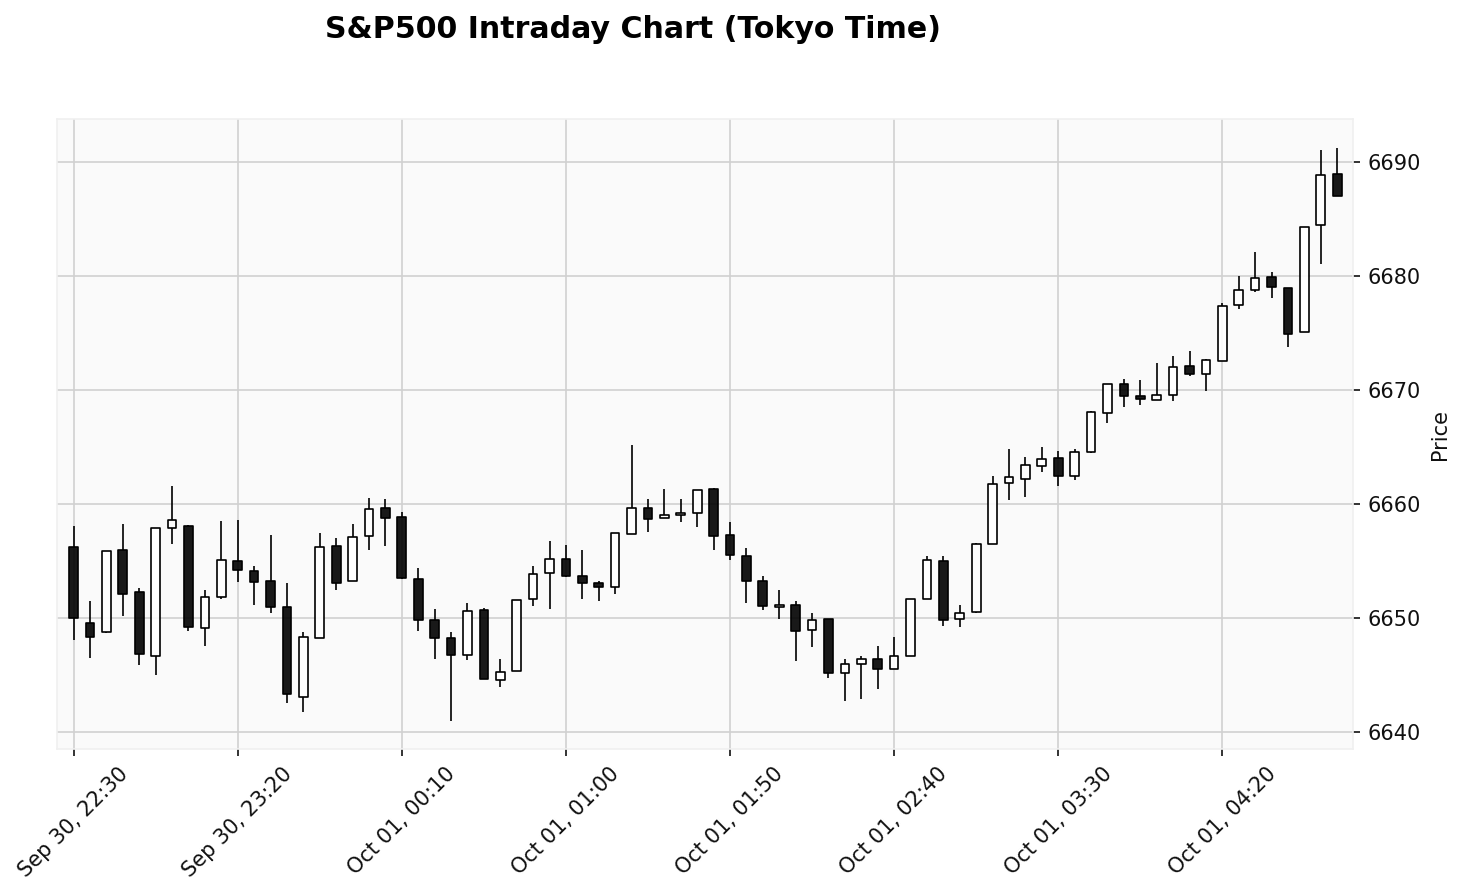 S&P500 Intraday Chart (Tokyo Time)
6690
6680
6670
6660
6650
6640
Price
Sep 30, 22:30
Sep 30, 23:20
Oct 01, 00:10
Oct 01, 01:00
Oct 01, 01:50
Oct 01, 02:40
Oct 01, 03:30
Oct 01, 04:20